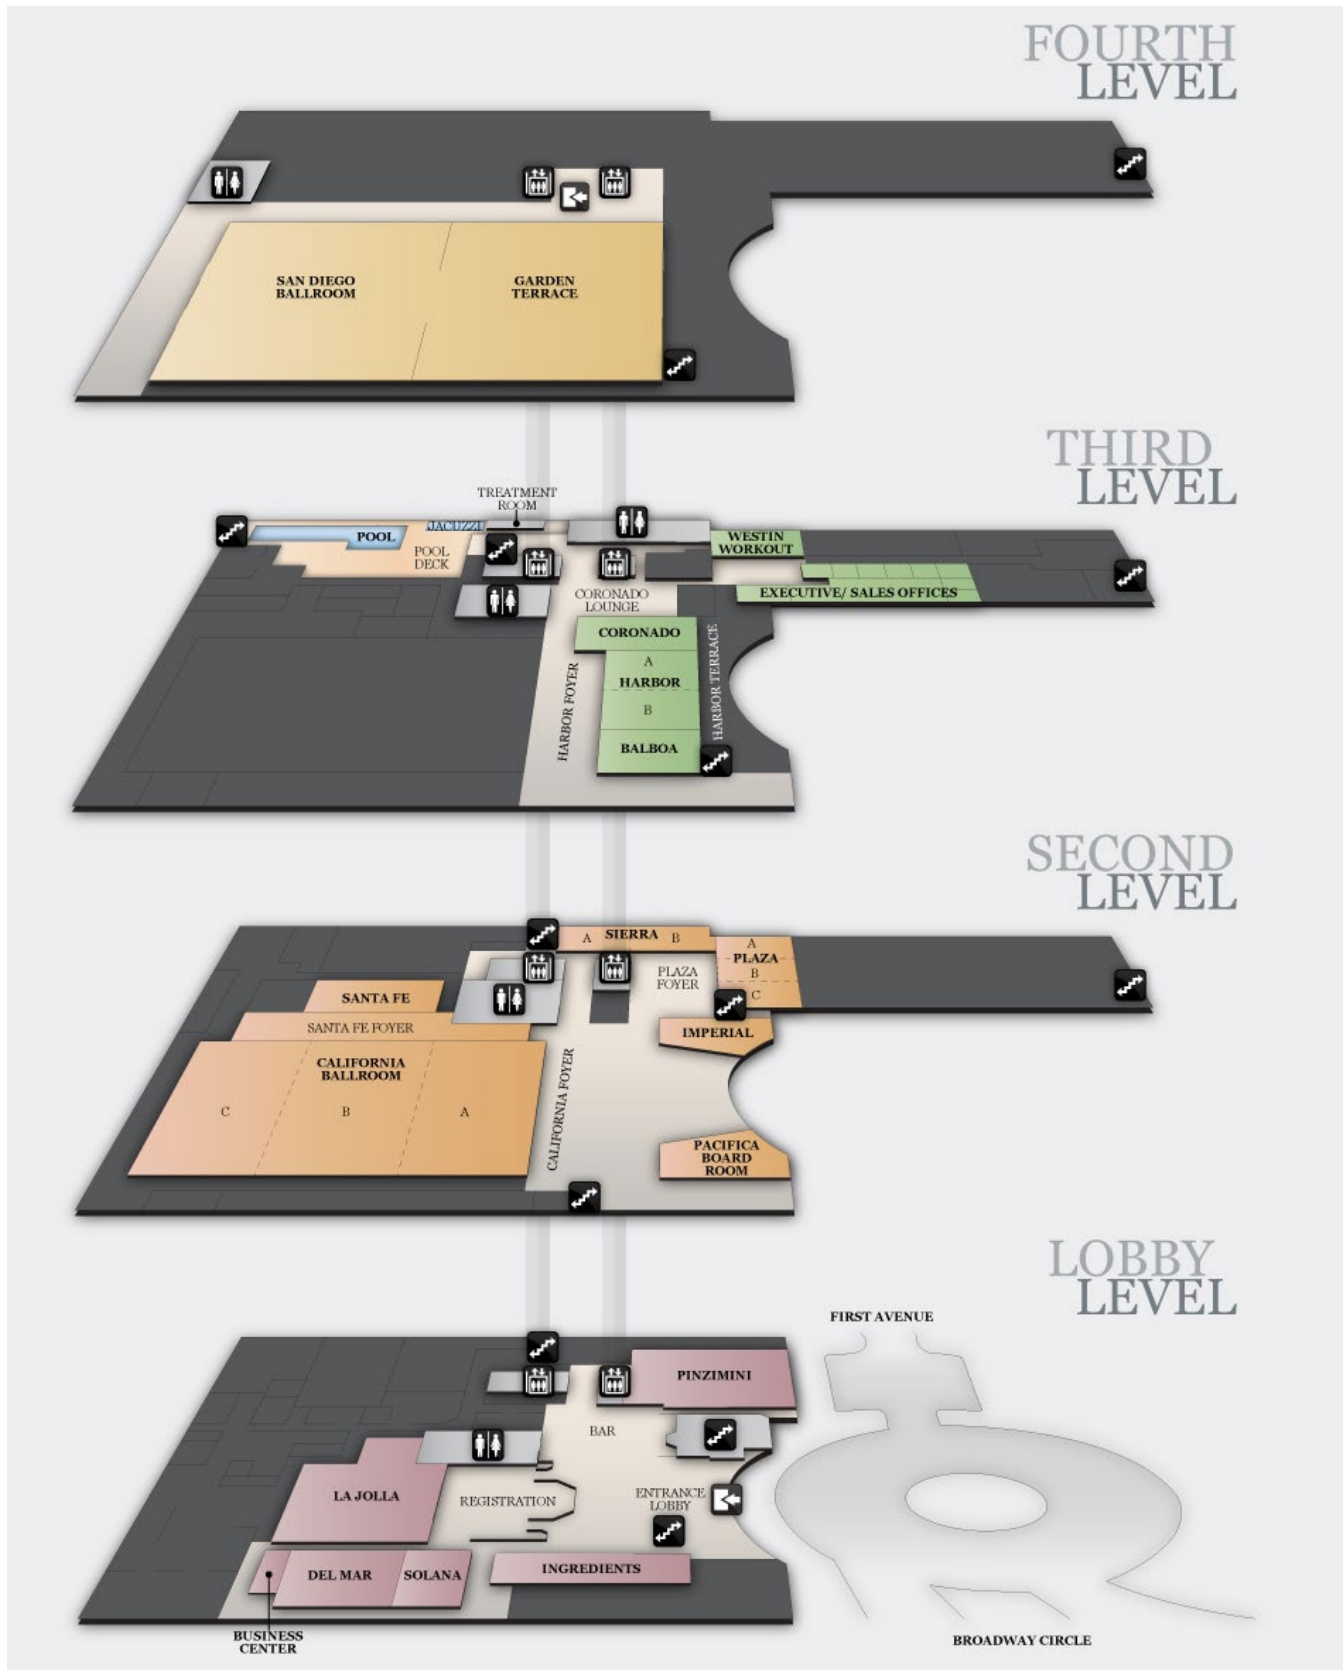 FOURTH
LEVEL
SAN DIEGO
BALLROOM
GARDEN
TERRACE
THIRD
LEVEL
TREATMENT
ROOM
POOL
JACUZZI
POOL
DECK
WESTIN
WORKOUT
EXECUTIVE/ SALES OFFICES
CORONADO
LOUNGE
CORONADO
A
HARBOR
B
BALBOA
HARBOR FOYER
HARBOR TERRACE
SECOND
LEVEL
A SIERRA B
A
PLAZA
B
C
PLAZA
FOYER
SANTA FE
SANTA FE FOYER
IMPERIAL
CALIFORNIA
BALLROOM
C B A
CALIFORNIA FOYER
PACIFICA
BOARD
ROOM
LOBBY
LEVEL
FIRST AVENUE
PINZIMINI
BAR
LA JOLLA
REGISTRATION
ENTRANCE
LOBBY
DEL MAR
SOLANA
INGREDIENTS
BUSINESS
CENTER
BROADWAY CIRCLE